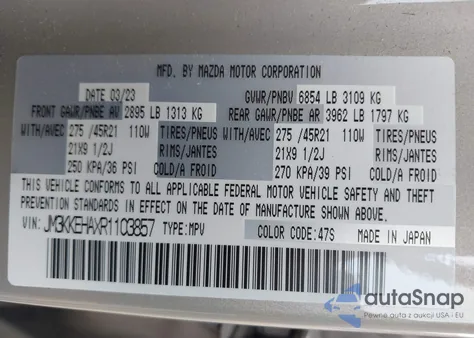 MFD. BY MAZDA MOTOR CORPORATION
DATE 03/23 GVWR/PNBV 6854 LB 3109 KG
FRONT GAWR/PNBE AV 2895 LB 1313 KG REAR GAWR/PNBE AR 3962 LB 1797 KG
WITH/AVEC 275 /45R21 110W TIRES/PNEUS WITH/AVEC 275 /45R21 110W TIRES/PNEUS
21X9 1/2J RIMS/JANTES 21X9 1/2J RIMS/JANTES
250 KPA/36 PSI COLD/A FROID 270 KPA/39 PSI COLD/A FROID
THIS VEHICLE CONFORMS TO ALL APPLICABLE FEDERAL MOTOR VEHICLE SAFETY AND THEFT
PREVENTION STANDARDS IN EFFECT ON THE DATE OF MANUFACTURE SHOWN ABOVE.
VIN: JM3KKEHAXR1103857 TYPE: MPV COLOR CODE: 47S MADE IN JAPAN
autoSnap
Pewne auta z aukcji USA i EU